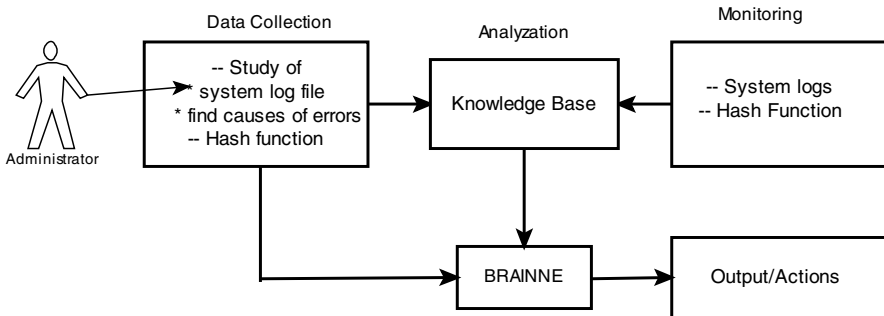 Data Collection
Analyzation
Monitoring
-- Study of
* system log file
* find causes of errors
-- Hash function
Administrator
Knowledge Base
-- System logs
-- Hash Function
BRAINNE
Output/Actions